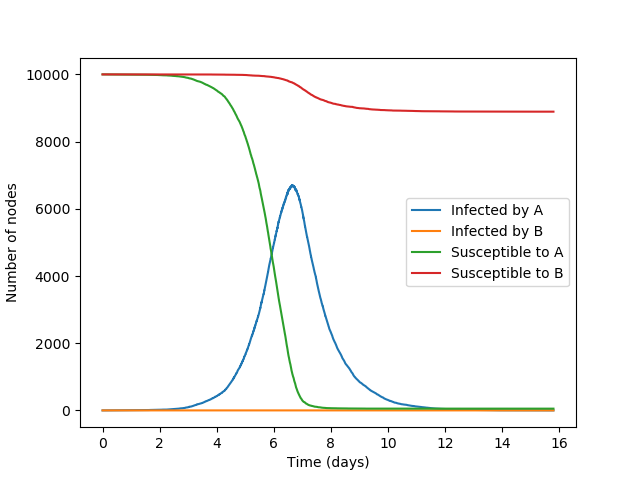 10000
8000
6000
4000
2000
0
Number of nodes
Infected by A
Infected by B
Susceptible to A
Susceptible to B
0 2 4 6 8 10 12 14 16
Time (days)